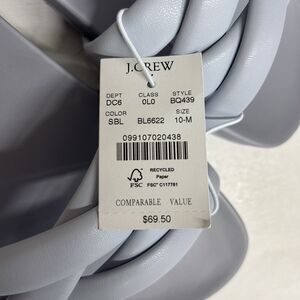 J.CREW
DEPT CLASS STYLE
DC6 0L0 BQ439
COLOR SIZE
SBL BL6622 10-M
099107020438
FSC
RECYCLED
Paper
FSC® C117781
COMPARABLE VALUE
$69.50